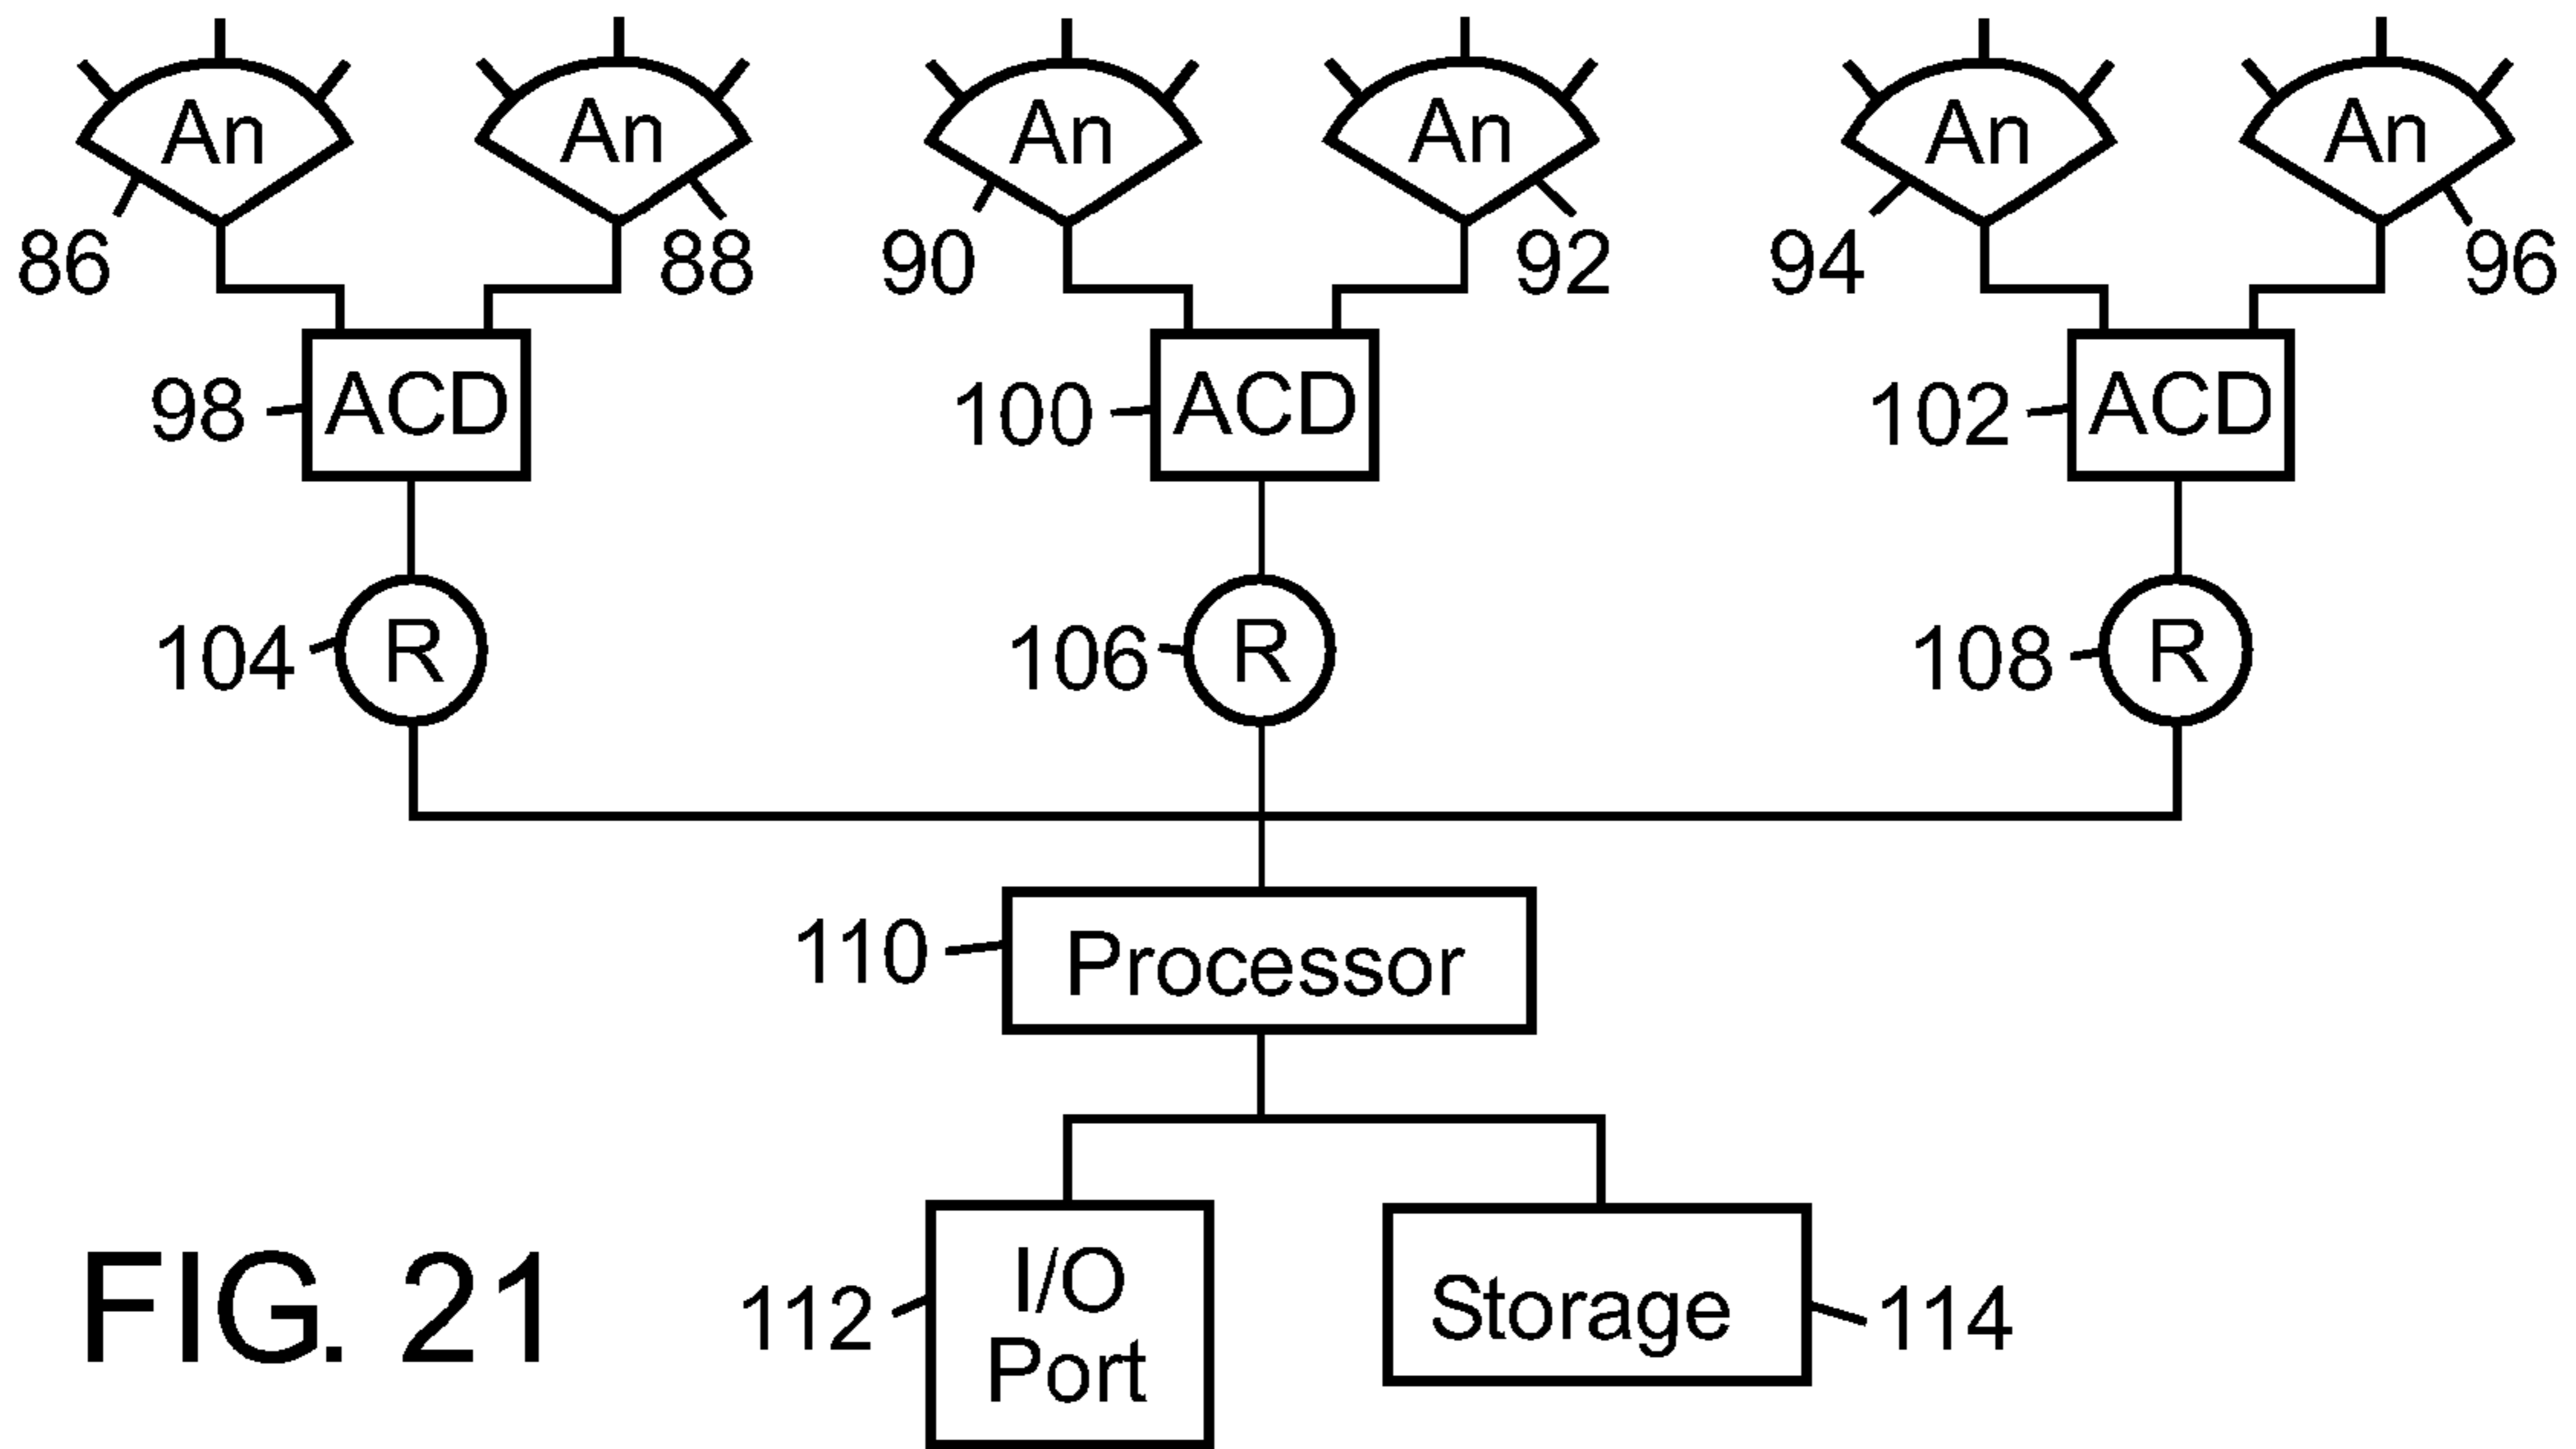 An An An An An An
86 88 90 92 94 96
98 ACD 100 ACD 102 ACD
104 R 106 R 108 R
110 Processor
I/O
112 Port Storage 114
FIG. 21